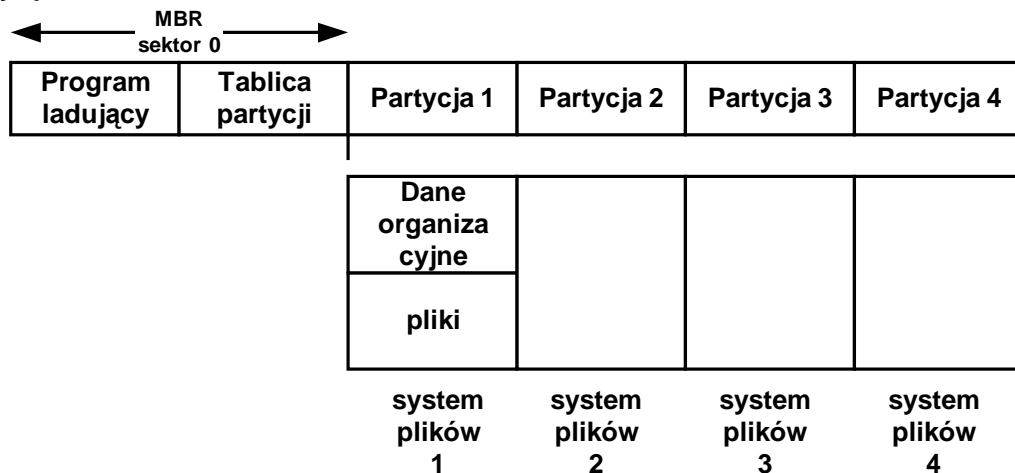 MBR
sektor 0
Program
ladujący
Tablica
partycji
Partycja 1
Partycja 2
Partycja 3
Partycja 4
Dane
organiza
cyjne
pliki
system
plików
1
system
plików
2
system
plików
3
system
plików
4